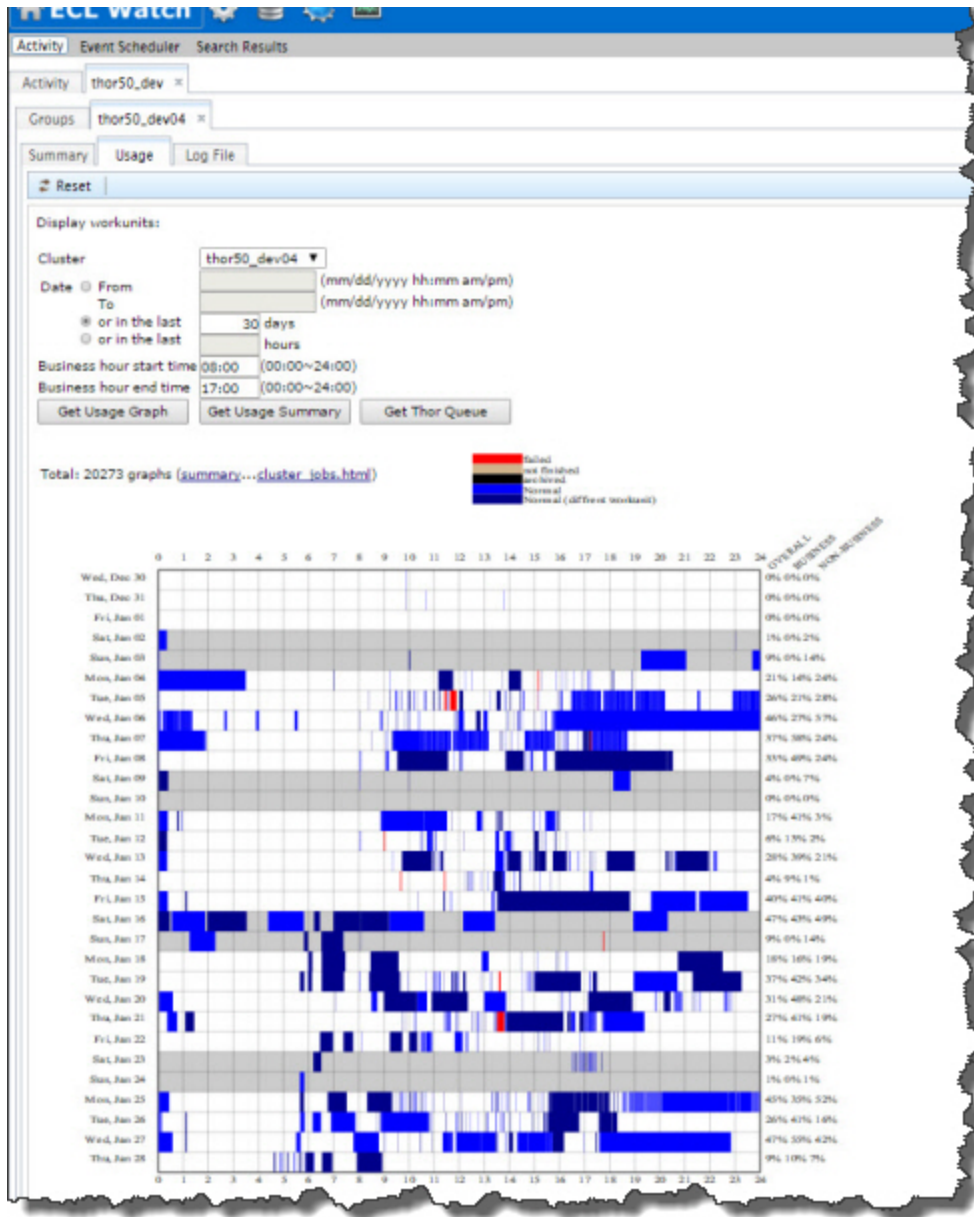 ECL Watch
Activity Event Scheduler Search Results
Activity thor50_dev ×
Groups thor50_dev04 ×
Summary Usage Log File
Reset
Display workunits:
Cluster thor50_dev04 ▼
Date From (mm/dd/yyyy hh:mm am/pm)
To (mm/dd/yyyy hh:mm am/pm)
or in the last 30 days
or in the last hours
Business hour start time 08:00 (00:00~24:00)
Business hour end time 17:00 (00:00~24:00)
Get Usage Graph Get Usage Summary Get Thor Queue
failed
not finished
archived
Normal
Normal (diffrent workunit)
Total: 20273 graphs (summary...cluster_jobs.html)
OVERALL BUSINESS NON-BUSINESS
0 1 2 3 4 5 6 7 8 9 10 11 12 13 14 15 16 17 18 19 20 21 22 23 24
Wed, Dec 30 0% 0% 0%
Thu, Dec 31 0% 0% 0%
Fri, Jan 01 0% 0% 0%
Sat, Jan 02 1% 0% 2%
Sun, Jan 03 9% 0% 14%
Mon, Jan 04 21% 16% 24%
Tue, Jan 05 26% 21% 28%
Wed, Jan 06 46% 27% 57%
Thu, Jan 07 37% 38% 24%
Fri, Jan 08 33% 49% 24%
Sat, Jan 09 4% 0% 7%
Sun, Jan 10 0% 0% 0%
Mon, Jan 11 17% 41% 3%
Tue, Jan 12 6% 13% 2%
Wed, Jan 13 28% 39% 21%
Thu, Jan 14 4% 9% 1%
Fri, Jan 15 40% 41% 40%
Sat, Jan 16 47% 43% 49%
Sun, Jan 17 9% 0% 14%
Mon, Jan 18 18% 16% 19%
Tue, Jan 19 37% 42% 34%
Wed, Jan 20 31% 48% 21%
Thu, Jan 21 27% 41% 19%
Fri, Jan 22 11% 19% 6%
Sat, Jan 23 3% 2% 4%
Sun, Jan 24 1% 0% 1%
Mon, Jan 25 45% 35% 52%
Tue, Jan 26 26% 41% 16%
Wed, Jan 27 47% 55% 42%
Thu, Jan 28 9% 10% 7%
0 1 2 3 4 5 6 7 8 9 10 11 12 13 14 15 16 17 18 19 20 21 22 23 24